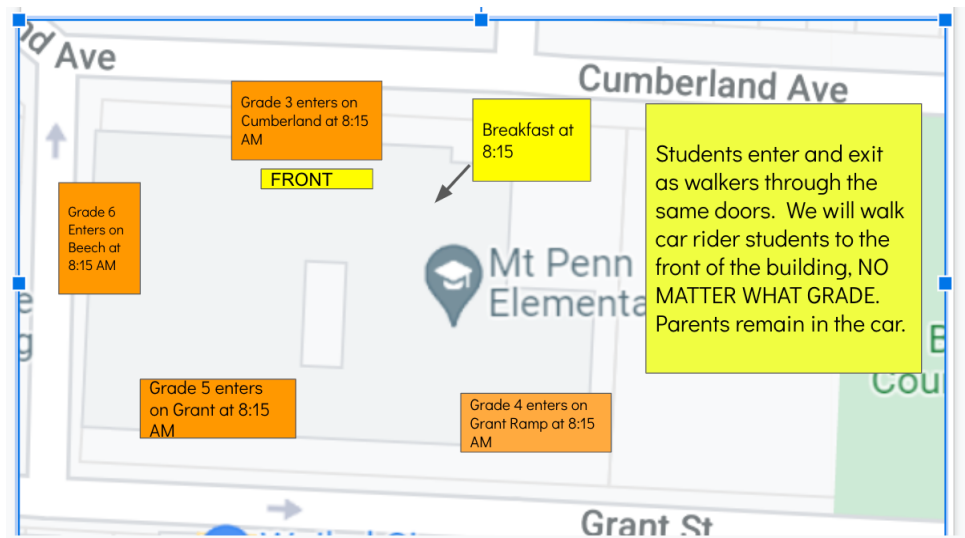 nd Ave
Cumberland Ave
Grade 3 enters on
Cumberland at 8:15
AM
Breakfast at
8:15
FRONT
Students enter and exit
as walkers through the
same doors.  We will walk
car rider students to the
front of the building, NO
MATTER WHAT GRADE.
Parents remain in the car.
Grade 6
Enters on
Beech at
8:15 AM
Mt Penn
Elementa
Grade 5 enters
on Grant at 8:15
AM
Grade 4 enters on
Grant Ramp at 8:15
AM
Cou
Grant St